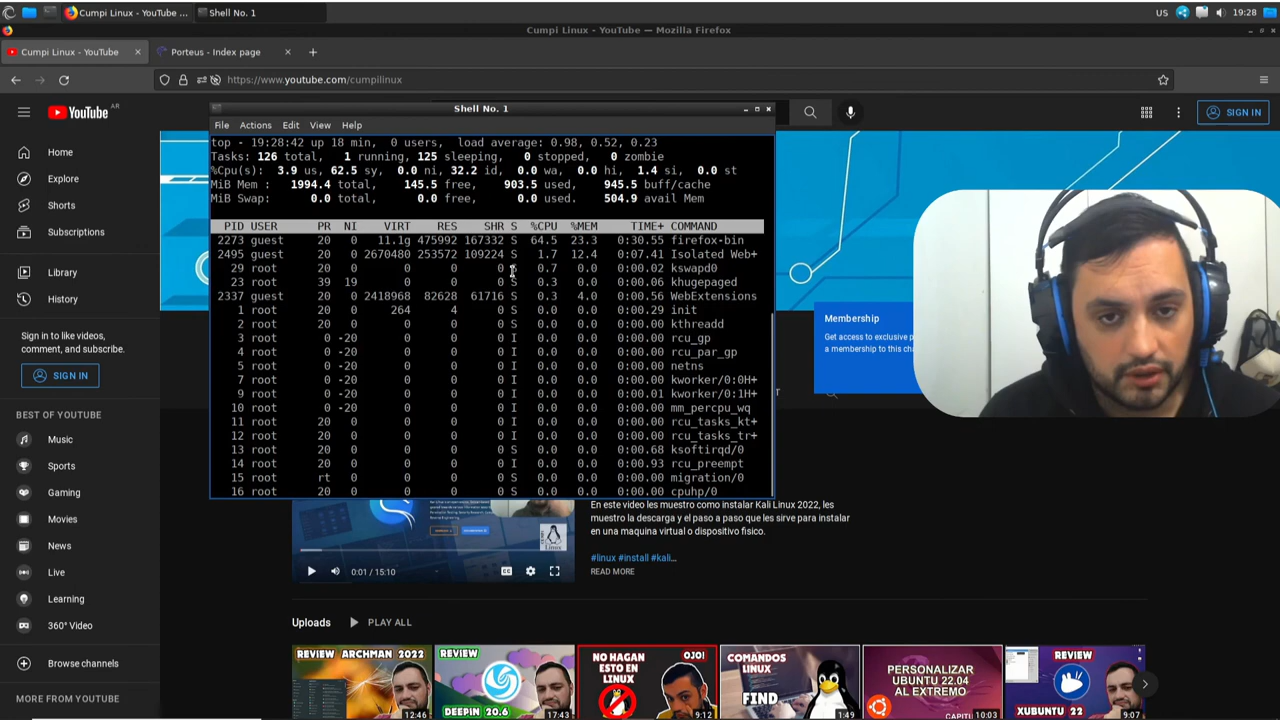 Cumpi Linux - YouTube ...
Shell No. 1
US
19:28
Cumpi Linux - YouTube — Mozilla Firefox
Cumpi Linux - YouTube
Porteus - Index page
https://www.youtube.com/cumpilinux
YouTube AR
SIGN IN
Shell No. 1
File Actions Edit View Help
top - 19:28:42 up 18 min, 0 users, load average: 0.98, 0.52, 0.23
Tasks: 126 total, 1 running, 125 sleeping, 0 stopped, 0 zombie
%Cpu(s): 3.9 us, 62.5 sy, 0.0 ni, 32.2 id, 0.0 wa, 0.0 hi, 1.4 si, 0.0 st
MiB Mem : 1994.4 total, 145.5 free, 903.5 used, 945.5 buff/cache
MiB Swap: 0.0 total, 0.0 free, 0.0 used. 504.9 avail Mem
PID USER PR NI VIRT RES SHR S %CPU %MEM TIME+ COMMAND
2273 guest 20 0 11.1g 475992 167332 S 64.5 23.3 0:30.55 firefox-bin
2495 guest 20 0 2670480 253572 109224 S 1.7 12.4 0:07.41 Isolated Web+
29 root 20 0 0 0 0 S 0.7 0.0 0:00.02 kswapd0
23 root 39 19 0 0 0 S 0.3 0.0 0:00.06 khugepaged
2337 guest 20 0 2418968 82628 61716 S 0.3 4.0 0:00.56 WebExtensions
1 root 20 0 264 4 0 S 0.0 0.0 0:00.29 init
2 root 20 0 0 0 0 S 0.0 0.0 0:00.00 kthreadd
3 root 0 -20 0 0 0 I 0.0 0.0 0:00.00 rcu_gp
4 root 0 -20 0 0 0 I 0.0 0.0 0:00.00 rcu_par_gp
5 root 0 -20 0 0 0 I 0.0 0.0 0:00.00 netns
7 root 0 -20 0 0 0 I 0.0 0.0 0:00.00 kworker/0:0H+
9 root 0 -20 0 0 0 I 0.0 0.0 0:00.01 kworker/0:1H+
10 root 0 -20 0 0 0 I 0.0 0.0 0:00.00 mm_percpu_wq
11 root 20 0 0 0 0 I 0.0 0.0 0:00.00 rcu_tasks_kt+
12 root 20 0 0 0 0 I 0.0 0.0 0:00.00 rcu_tasks_tr+
13 root 20 0 0 0 0 S 0.0 0.0 0:00.68 ksoftirqd/0
14 root 20 0 0 0 0 I 0.0 0.0 0:00.93 rcu_preempt
15 root rt 0 0 0 0 S 0.0 0.0 0:00.00 migration/0
16 root 20 0 0 0 0 S 0.0 0.0 0:00.00 cpuhp/0
Home
Explore
Shorts
Subscriptions
Library
History
Sign in to like videos,
comment, and subscribe.
SIGN IN
BEST OF YOUTUBE
Music
Sports
Gaming
Movies
News
Live
Learning
360° Video
Browse channels
MORE FROM YOUTUBE
Membership
Get access to exclusive
a membership to this
T
0:01 / 15:10
En este video les muestro como instalar Kali Linux 2022, les
muestro la descarga y el paso a paso que les sirve para instalar
en una maquina virtual o dispositivo fisico.
#linux #install #kali...
READ MORE
Uploads PLAY ALL
REVIEW ARCHMAN 2022
12:46
REVIEW
DEEPIN 20.6
17:43
NO HAGAN
ESTO EN
LINUX
OJO!
9:12
COMANDOS
LINUX
FIND
1:49
PERSONALIZAR
UBUNTU 22.04
AL EXTREMO
CAPITU
10:03
REVIEW
XUBUNTU 22
9:07